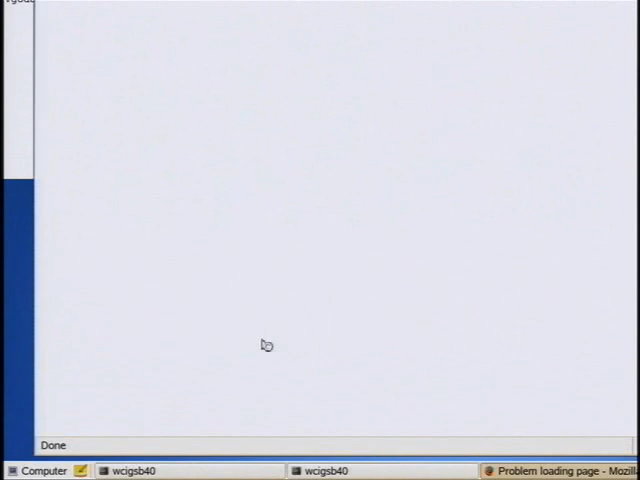 Done
Computer
wcigsb40
wcigsb40
Problem loading page - Mozill